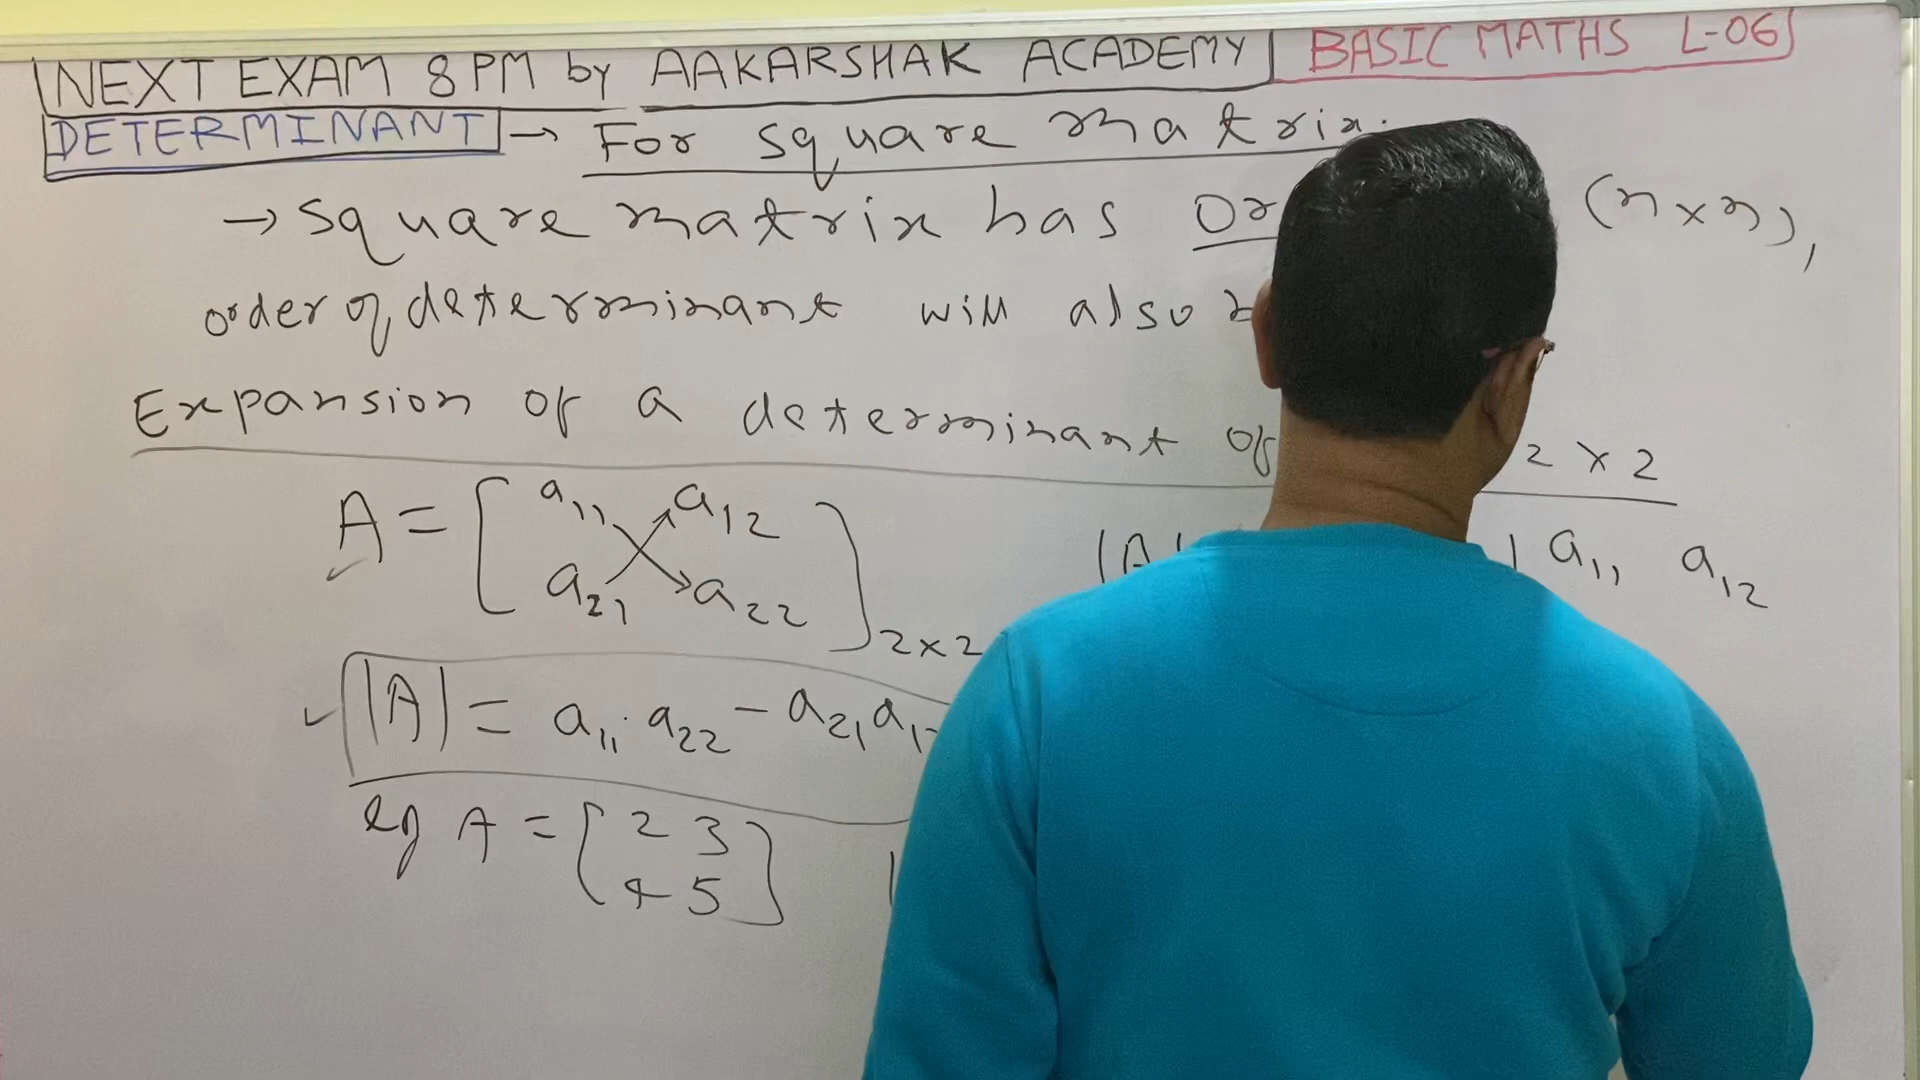 NEXT EXAM 8 PM by AAKARSHAK ACADEMY BASIC MATHS L-06
DETERMINANT → For square matrix.
→ square matrix has Or (n×n),
order of determinant will also
Expansion of a determinant of 2×2
A = [ a11 a12
a21 a22 ]2×2
|A| a11 a12
|A| = a11·a22 - a21a1
eg A = [ 2 3
4 5 ]